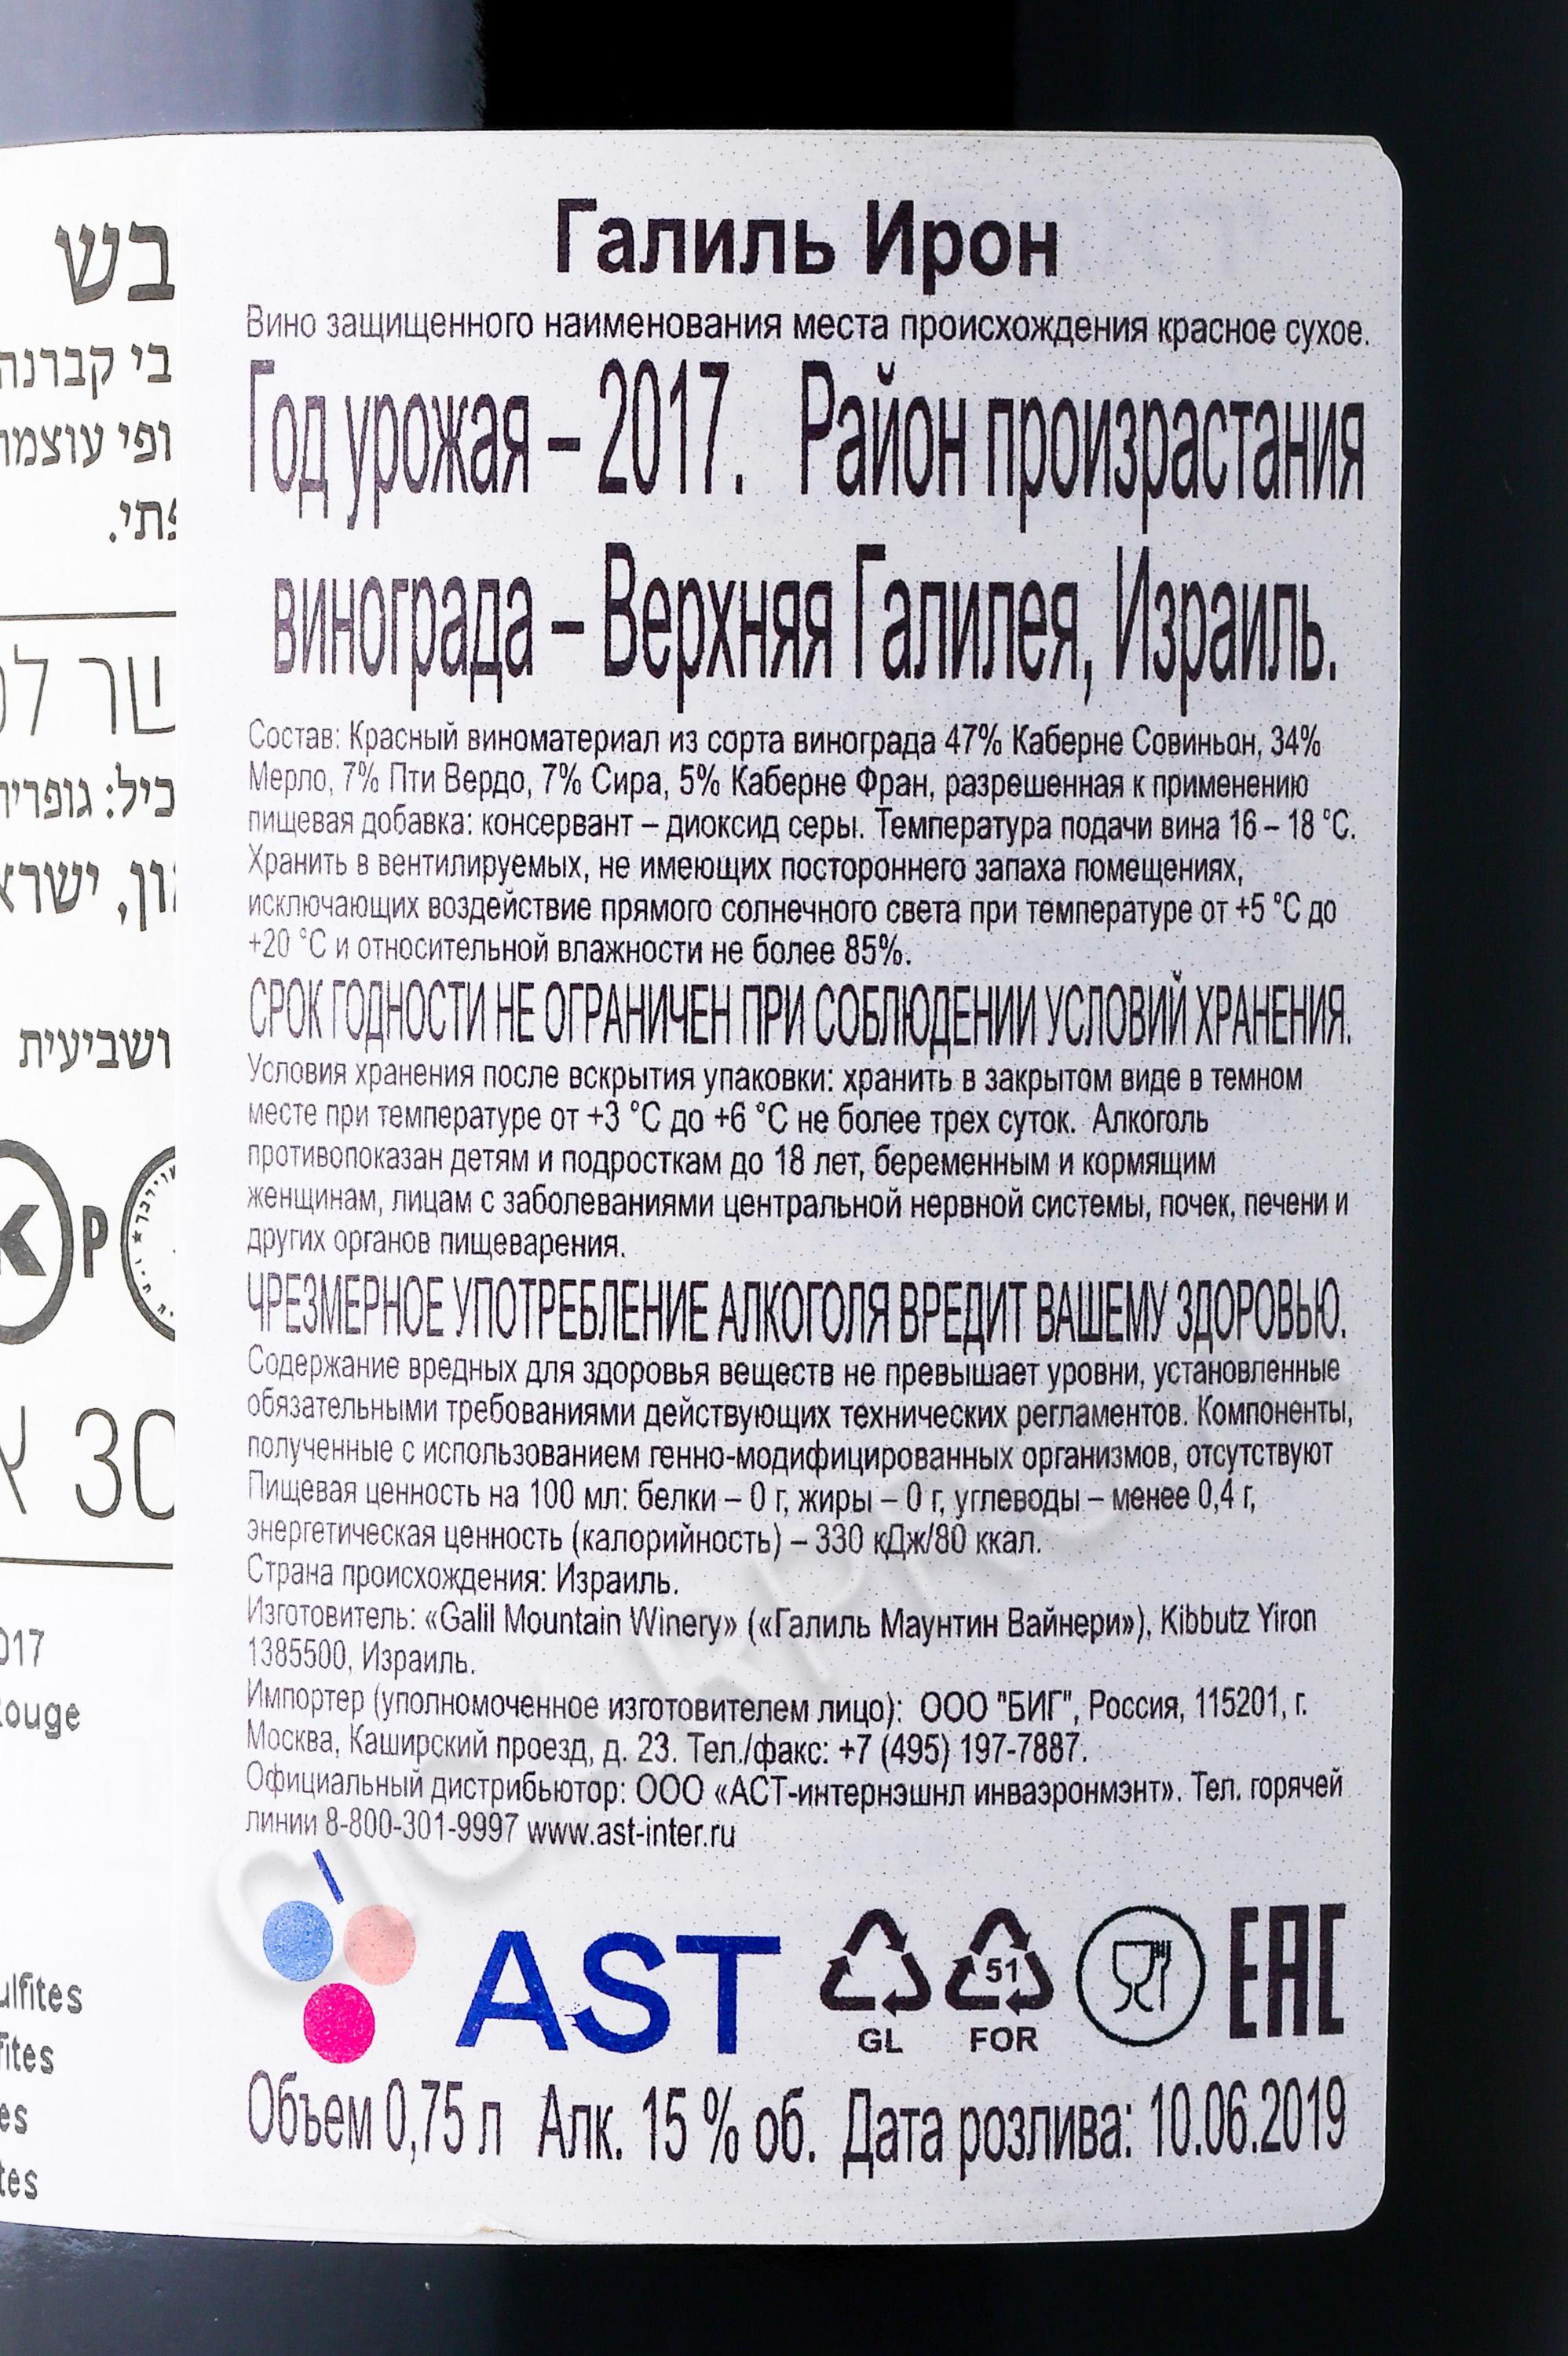 Галиль Ирон
Вино защищенного наименования места происхождения красное сухое.
Год урожая – 2017. Район произрастания
винограда – Верхняя Галилея, Израиль.
Состав: Красный виноматериал из сорта винограда 47% Каберне Совиньон, 34%
Мерло, 7% Пти Вердо, 7% Сира, 5% Каберне Фран, разрешенная к применению
пищевая добавка: консервант – диоксид серы. Температура подачи вина 16 – 18 °С.
Хранить в вентилируемых, не имеющих постороннего запаха помещениях,
исключающих воздействие прямого солнечного света при температуре от +5 °С до
+20 °С и относительной влажности не более 85%.
СРОК ГОДНОСТИ НЕ ОГРАНИЧЕН ПРИ СОБЛЮДЕНИИ УСЛОВИЙ ХРАНЕНИЯ.
Условия хранения после вскрытия упаковки: хранить в закрытом виде в темном
месте при температуре от +3 °С до +6 °С не более трех суток. Алкоголь
противопоказан детям и подросткам до 18 лет, беременным и кормящим
женщинам, лицам с заболеваниями центральной нервной системы, почек, печени и
других органов пищеварения.
ЧРЕЗМЕРНОЕ УПОТРЕБЛЕНИЕ АЛКОГОЛЯ ВРЕДИТ ВАШЕМУ ЗДОРОВЬЮ.
Содержание вредных для здоровья веществ не превышает уровни, установленные
обязательными требованиями действующих технических регламентов. Компоненты,
полученные с использованием генно-модифицированных организмов, отсутствуют
Пищевая ценность на 100 мл: белки – 0 г, жиры – 0 г, углеводы – менее 0,4 г,
энергетическая ценность (калорийность) – 330 кДж/80 ккал.
Страна происхождения: Израиль.
Изготовитель: «Galil Mountain Winery» («Галиль Маунтин Вайнери»), Kibbutz Yiron
1385500, Израиль.
Импортер (уполномоченное изготовителем лицо): ООО "БИГ", Россия, 115201, г.
Москва, Каширский проезд, д. 23. Тел./факс: +7 (495) 197-7887.
Официальный дистрибьютор: ООО «АСТ-интернэшнл инваэронмэнт». Тел. горячей
линии 8-800-301-9997 www.ast-inter.ru
AST 51 EAC
GL FOR
Объем 0,75 л Алк. 15 % об. Дата розлива: 10.06.2019
בש
בי קברנה
ושביעית
K P
30
017
ouge
ulfites
fites
es
tes